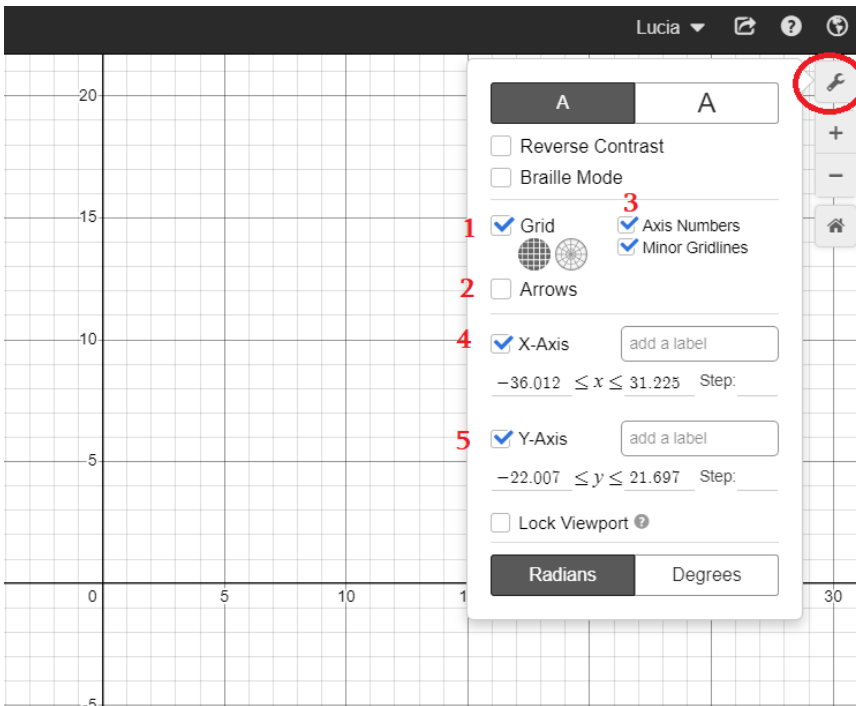 Lucia
20
A A
Reverse Contrast
Braille Mode
3
15
1 Grid Axis Numbers
Minor Gridlines
2 Arrows
10
4 X-Axis add a label
−36.012 ≤ x ≤ 31.225 Step:
5 Y-Axis add a label
5
−22.007 ≤ y ≤ 21.697 Step:
Lock Viewport ?
Radians Degrees
0 5 10 1 30
-5